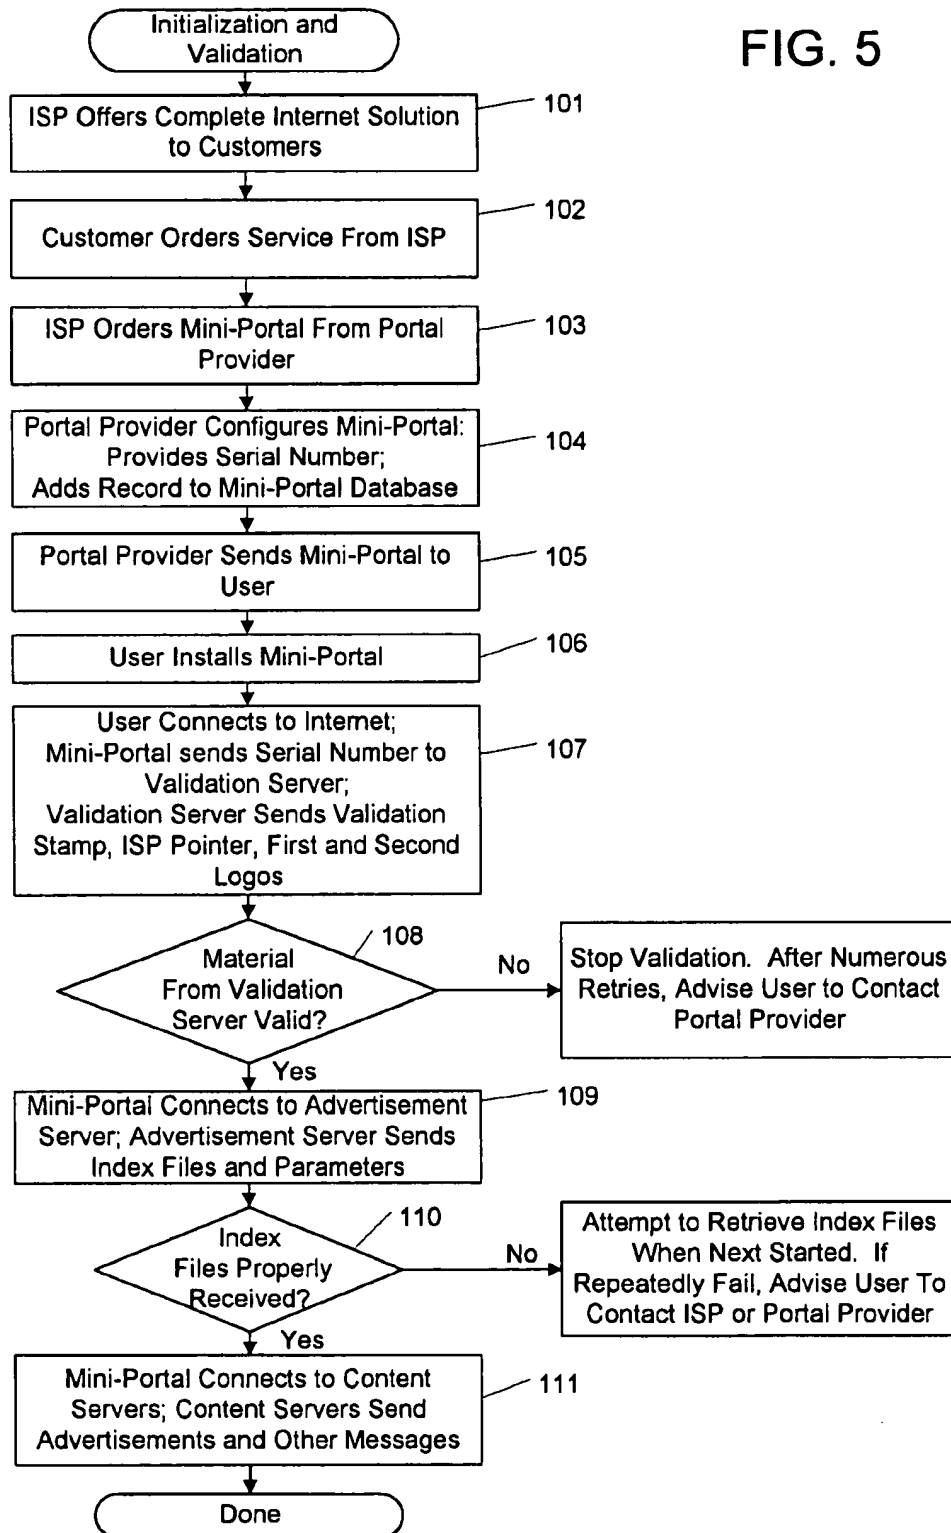 FIG. 5
Initialization and
Validation
101
ISP Offers Complete Internet Solution
to Customers
102
Customer Orders Service From ISP
103
ISP Orders Mini-Portal From Portal
Provider
104
Portal Provider Configures Mini-Portal:
Provides Serial Number;
Adds Record to Mini-Portal Database
105
Portal Provider Sends Mini-Portal to
User
106
User Installs Mini-Portal
107
User Connects to Internet;
Mini-Portal sends Serial Number to
Validation Server;
Validation Server Sends Validation
Stamp, ISP Pointer, First and Second
Logos
108
Material
From Validation
Server Valid?
No
Stop Validation. After Numerous
Retries, Advise User to Contact
Portal Provider
Yes
109
Mini-Portal Connects to Advertisement
Server; Advertisement Server Sends
Index Files and Parameters
110
Index
Files Properly
Received?
No
Attempt to Retrieve Index Files
When Next Started. If
Repeatedly Fail, Advise User To
Contact ISP or Portal Provider
Yes
111
Mini-Portal Connects to Content
Servers; Content Servers Send
Advertisements and Other Messages
Done